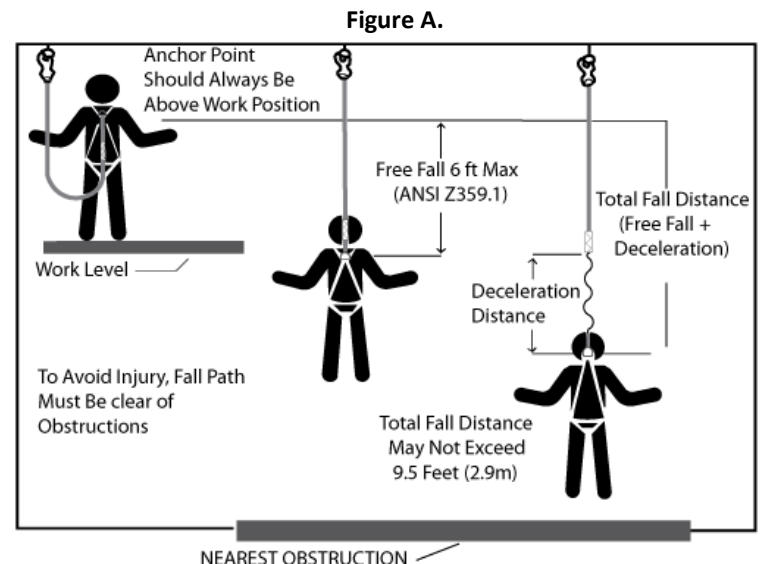 Figure A.
Anchor Point
Should Always Be
Above Work Position
Free Fall 6 ft Max
(ANSI Z359.1)
Total Fall Distance
(Free Fall +
Deceleration)
Work Level
Deceleration
Distance
To Avoid Injury, Fall Path
Must Be clear of
Obstructions
Total Fall Distance
May Not Exceed
9.5 Feet (2.9m)
NEAREST OBSTRUCTION